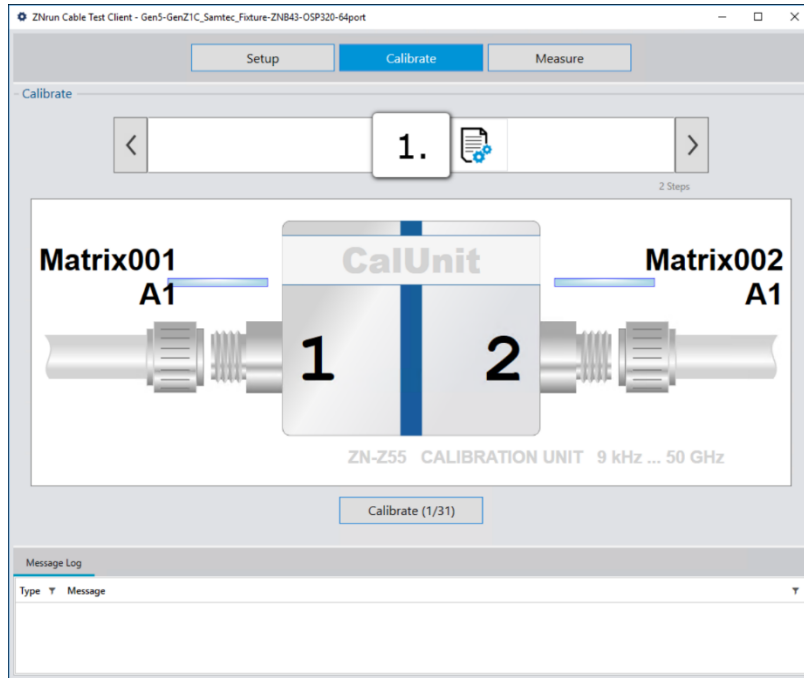 ZNrun Cable Test Client - Gen5-GenZ1C_Samtec_Fixture-ZNB43-OSP320-64port
Setup
Calibrate
Measure
Calibrate
1.
2 Steps
Matrix001
A1
CalUnit
Matrix002
A1
1
2
ZN-Z55 CALIBRATION UNIT 9 kHz ... 50 GHz
Calibrate (1/31)
Message Log
Type Message